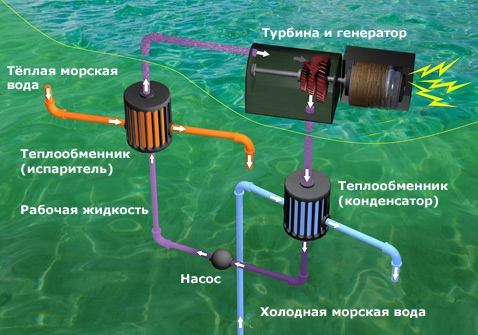 Турбина и генератор
Тёплая морская
вода
Теплообменник
(испаритель)
Теплообменник
(конденсатор)
Рабочая жидкость
Насос
Холодная морская вода